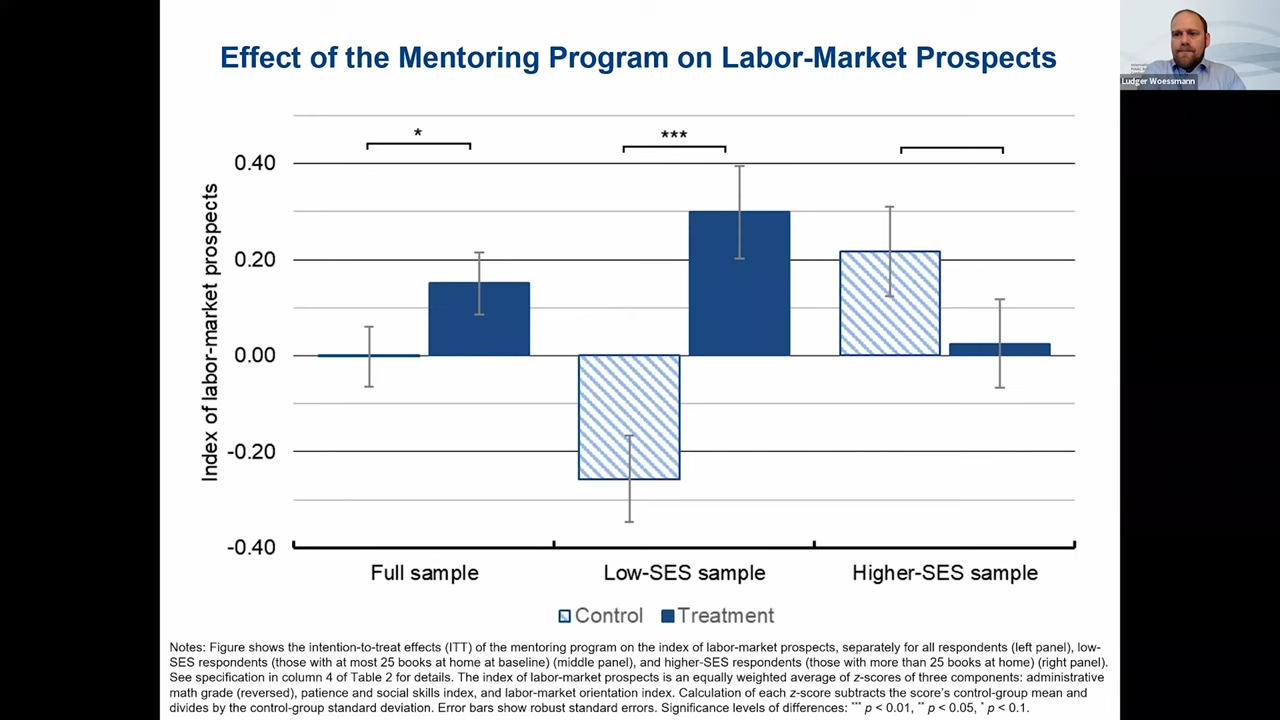 Effect of the Mentoring Program on Labor-Market Prospects
Ludger Woessmann
Index of labor-market prospects
0.40
0.20
0.00
-0.20
-0.40
*
***
Full sample
Low-SES sample
Higher-SES sample
Control
Treatment
Notes: Figure shows the intention-to-treat effects (ITT) of the mentoring program on the index of labor-market prospects, separately for all respondents (left panel), low-
SES respondents (those with at most 25 books at home at baseline) (middle panel), and higher-SES respondents (those with more than 25 books at home) (right panel).
See specification in column 4 of Table 2 for details. The index of labor-market prospects is an equally weighted average of z-scores of three components: administrative
math grade (reversed), patience and social skills index, and labor-market orientation index. Calculation of each z-score subtracts the score's control-group mean and
divides by the control-group standard deviation. Error bars show robust standard errors. Significance levels of differences: *** p < 0.01, ** p < 0.05, * p < 0.1.